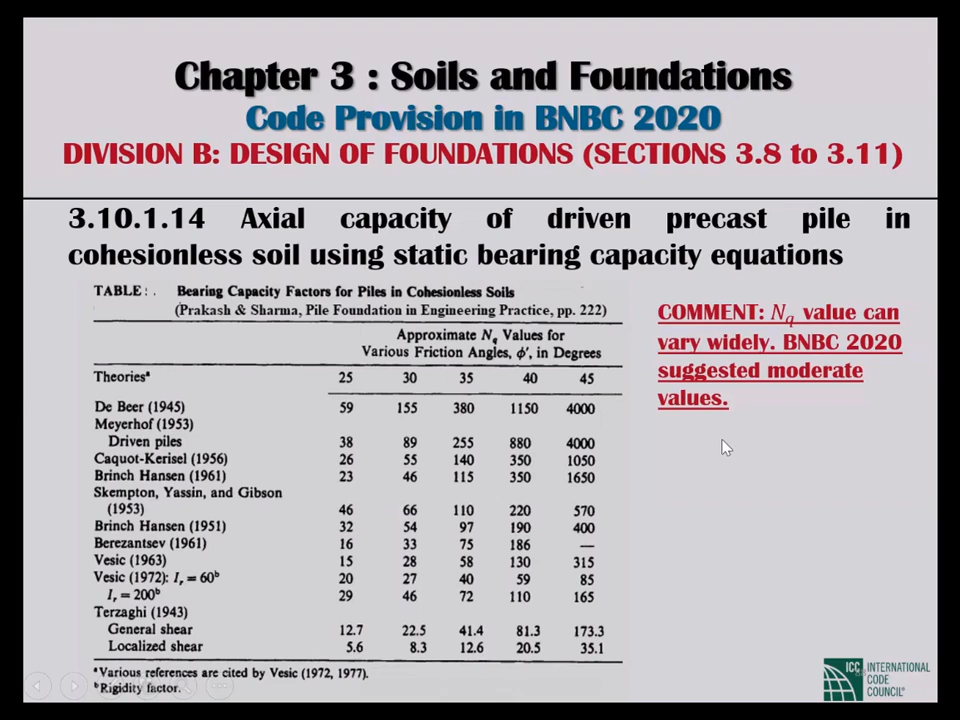 Chapter 3 : Soils and Foundations
Code Provision in BNBC 2020
DIVISION B: DESIGN OF FOUNDATIONS (SECTIONS 3.8 to 3.11)
3.10.1.14 Axial capacity of driven precast pile in
cohesionless soil using static bearing capacity equations
TABLE : . Bearing Capacity Factors for Piles in Cohesionless Soils
(Prakash & Sharma, Pile Foundation in Engineering Practice, pp. 222)
Approximate Nq Values for
Various Friction Angles, ϕ′, in Degrees
Theoriesᵃ 25 30 35 40 45
De Beer (1945) 59 155 380 1150 4000
Meyerhof (1953)
Driven piles 38 89 255 880 4000
Caquot-Kerisel (1956) 26 55 140 350 1050
Brinch Hansen (1961) 23 46 115 350 1650
Skempton, Yassin, and Gibson
(1953) 46 66 110 220 570
Brinch Hansen (1951) 32 54 97 190 400
Berezantsev (1961) 16 33 75 186 —
Vesic (1963) 15 28 58 130 315
Vesic (1972): Iᵣ = 60ᵇ 20 27 40 59 85
Iᵣ = 200ᵇ 29 46 72 110 165
Terzaghi (1943)
General shear 12.7 22.5 41.4 81.3 173.3
Localized shear 5.6 8.3 12.6 20.5 35.1
ᵃVarious references are cited by Vesic (1972, 1977).
ᵇRigidity factor.
COMMENT: Nq value can
vary widely. BNBC 2020
suggested moderate
values.
ICC INTERNATIONAL
CODE
COUNCIL®